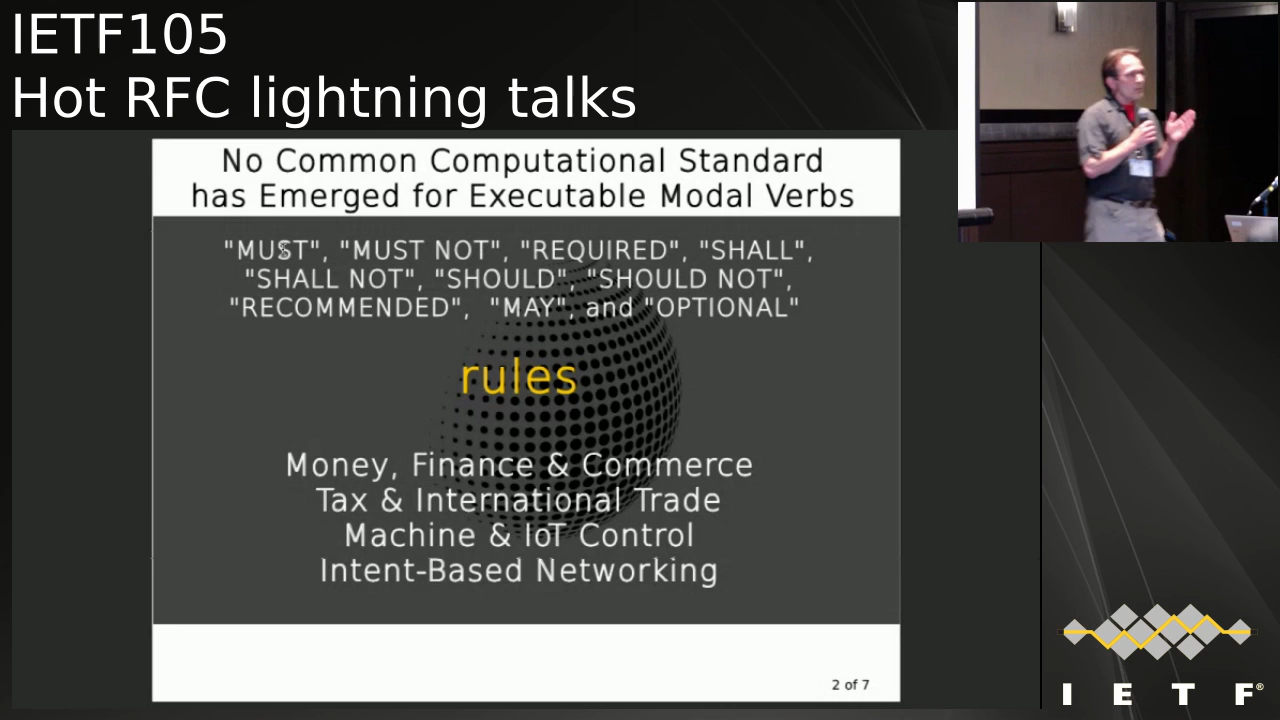 IETF105
Hot RFC lightning talks
No Common Computational Standard
has Emerged for Executable Modal Verbs
"MUST", "MUST NOT", "REQUIRED", "SHALL",
"SHALL NOT", "SHOULD", "SHOULD NOT",
"RECOMMENDED", "MAY", and "OPTIONAL"
rules
Money, Finance & Commerce
Tax & International Trade
Machine & IoT Control
Intent-Based Networking
2 of 7
I E T F®